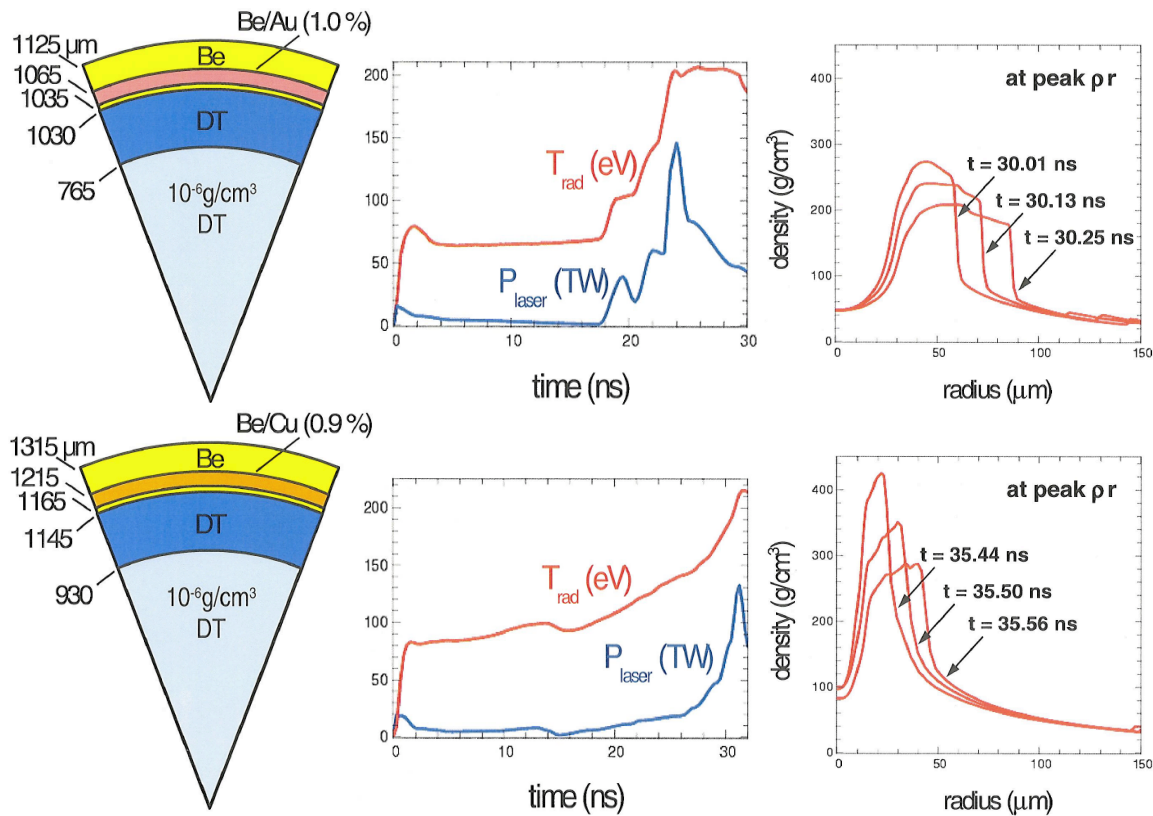 Be/Au (1.0 %)
1125 µm
Be
1065
1035
1030
DT
765
10⁻⁶g/cm³
DT
200
150
100
50
0
T_rad (eV)
P_laser (TW)
0
10
20
30
time (ns)
density (g/cm³)
400
300
200
100
0
at peak ρ r
t = 30.01 ns
t = 30.13 ns
t = 30.25 ns
0
50
100
150
radius (µm)
Be/Cu (0.9 %)
1315 µm
Be
1215
1165
1145
DT
930
10⁻⁶g/cm³
DT
200
150
100
50
0
T_rad (eV)
P_laser (TW)
0
10
20
30
time (ns)
density (g/cm³)
400
300
200
100
0
at peak ρ r
t = 35.44 ns
t = 35.50 ns
t = 35.56 ns
0
50
100
150
radius (µm)